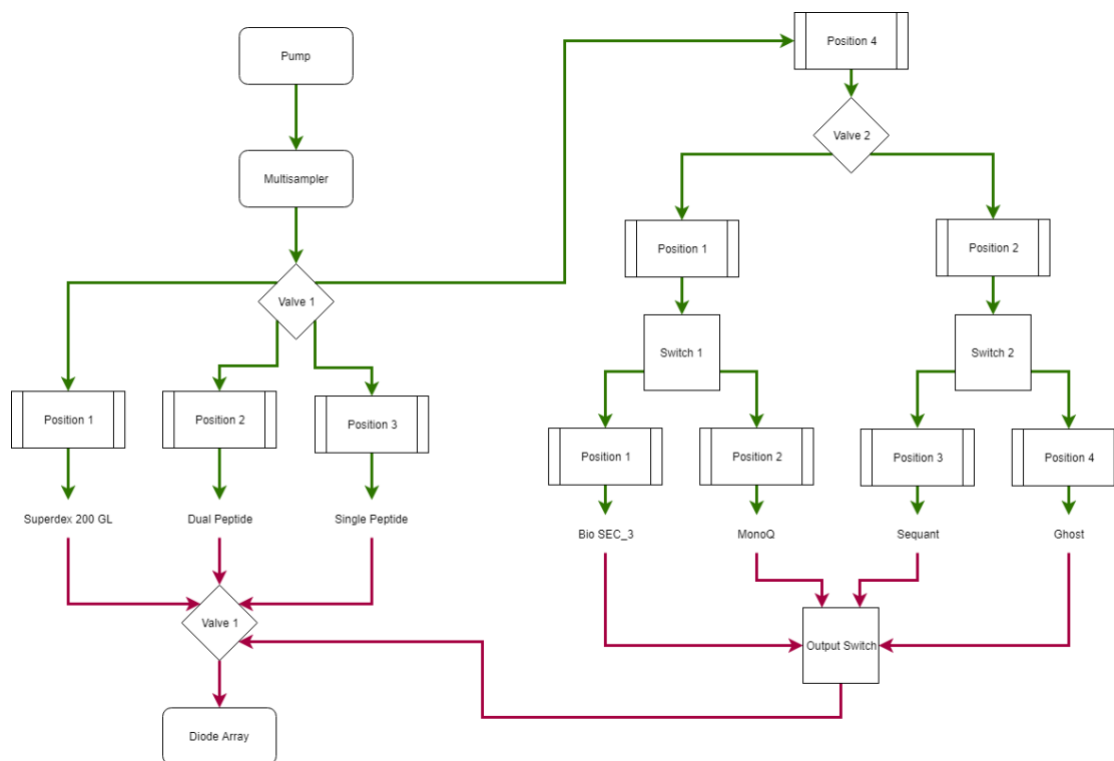 Pump
Position 4
Valve 2
Multisampler
Position 1
Position 2
Valve 1
Switch 1
Switch 2
Position 1
Position 2
Position 3
Position 1
Position 2
Position 3
Position 4
Superdex 200 GL
Dual Peptide
Single Peptide
Bio SEC_3
MonoQ
Sequant
Ghost
Valve 1
Output Switch
Diode Array